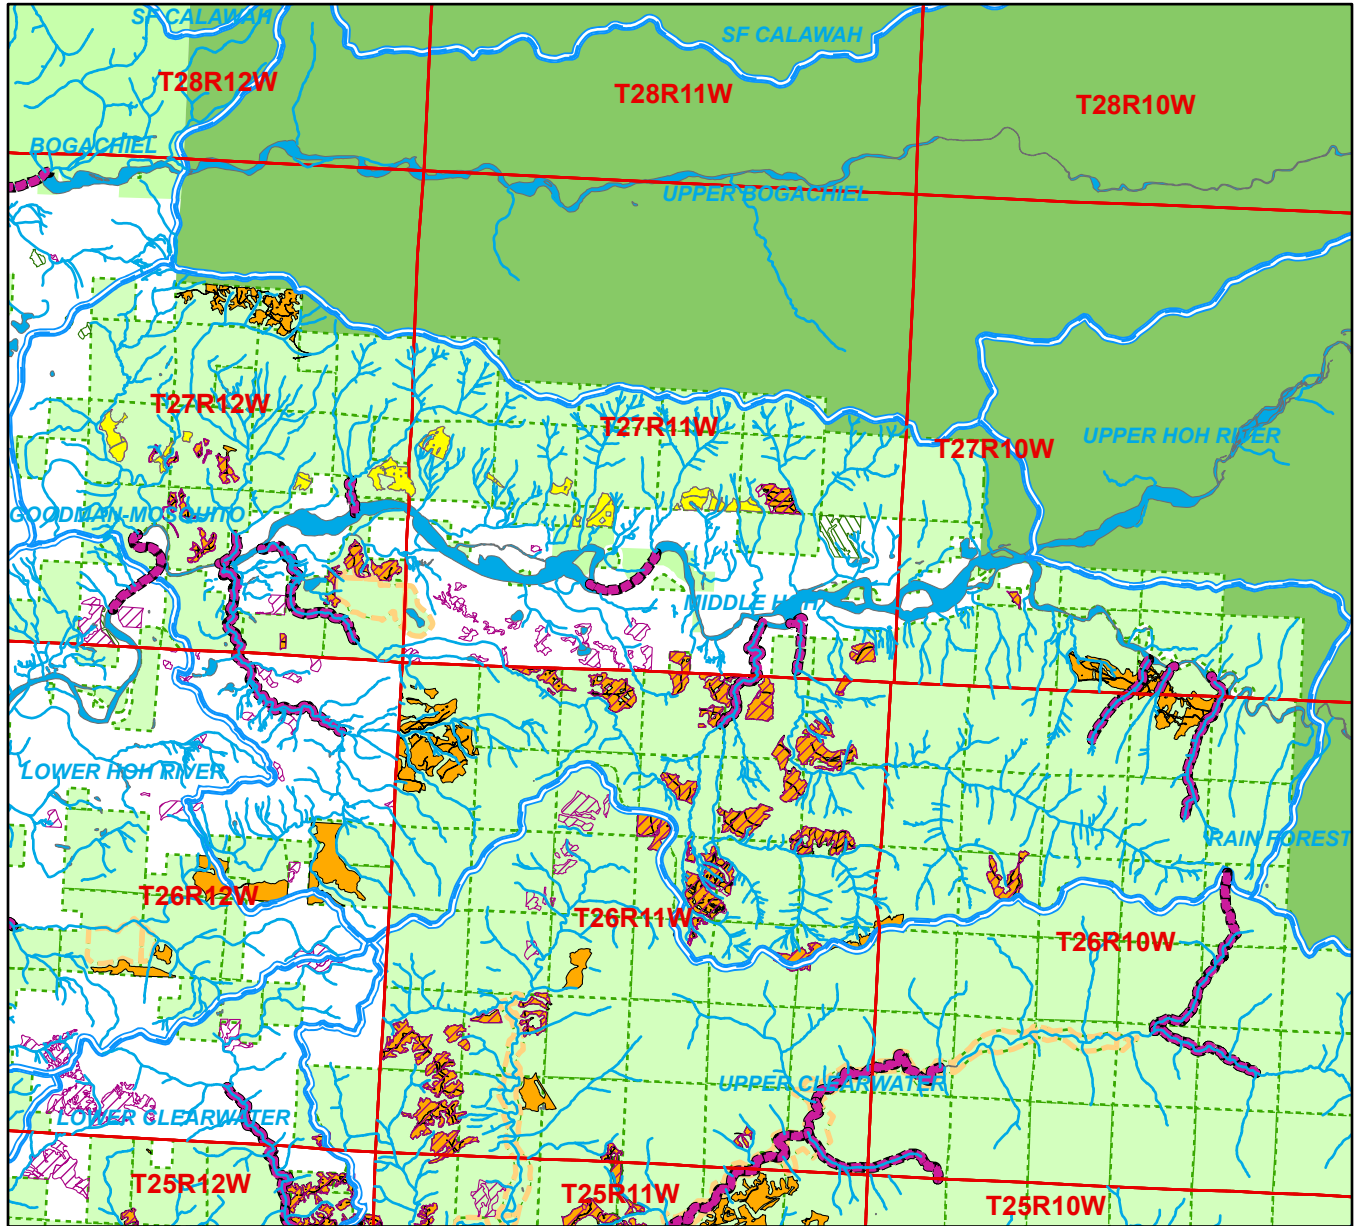 SF CALAWAH
SF CALAWAH
T28R12W
T28R11W
T28R10W
BOGACHIEL
UPPER BOGACHIEL
T27R12W
T27R11W
T27R10W
UPPER HOH RIVER
GOODMAN-MOSQUITO
MIDDLE HOH
LOWER HOH RIVER
RAIN FOREST
T26R12W
T26R11W
T26R10W
UPPER CLEARWATER
LOWER CLEARWATER
T25R12W
T25R11W
T25R10W